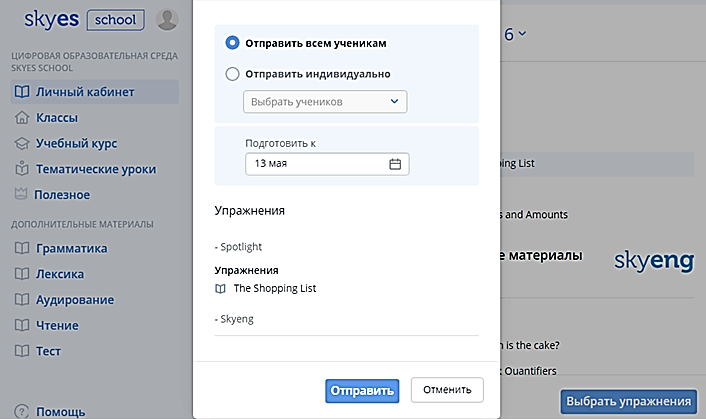 skyes school
ЦИФРОВАЯ ОБРАЗОВАТЕЛЬНАЯ СРЕДА
SKYES SCHOOL
Личный кабинет
Классы
Учебный курс
Тематические уроки
Полезное
ДОПОЛНИТЕЛЬНЫЕ МАТЕРИАЛЫ
Грамматика
Лексика
Аудирование
Чтение
Тест
Помощь
Отправить всем ученикам
Отправить индивидуально
Выбрать учеников
Подготовить к
13 мая
Упражнения
- Spotlight
Упражнения
The Shopping List
- Skyeng
Отправить
Отменить
6
List
and Amounts
материалы
skyeng
is the cake?
Quantifiers
Выбрать упражнения